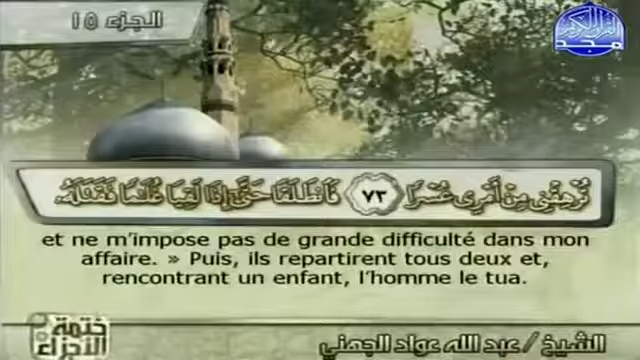 الجزء ١٥
القرآن الكريم
مجد
تُرْهِقْنِى مِنْ أَمْرِى عُسْرًا ٧٣ فَٱنطَلَقَا حَتَّىٰٓ إِذَا لَقِيَا غُلَٰمًا فَقَتَلَهُۥ
et ne m’impose pas de grande difficulté dans mon
affaire. » Puis, ils repartirent tous deux et,
rencontrant un enfant, l’homme le tua.
ختمة
الأجزاء
الشيخ / عبد الله عواد الجهني